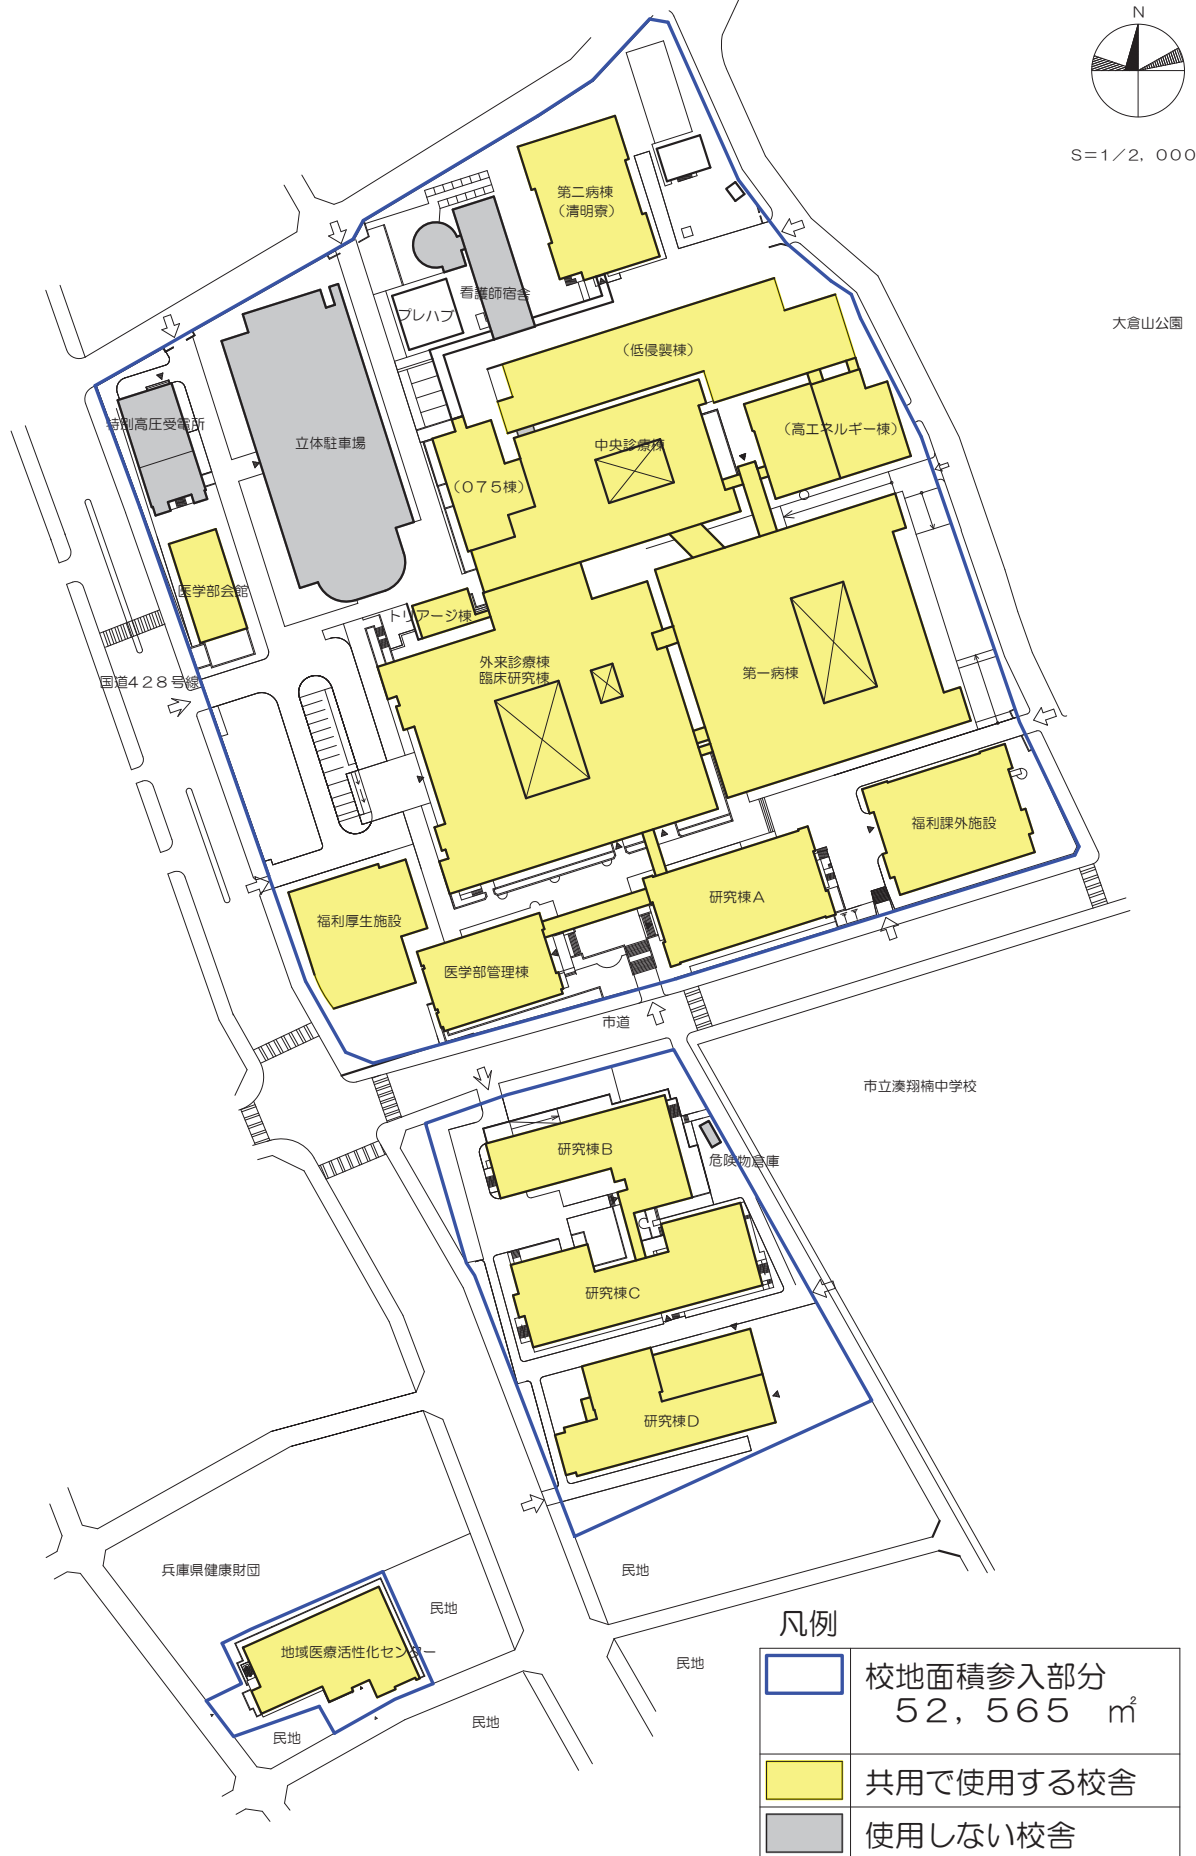 N
S=1/2, 000
第二病棟
(清明寮)
看護師宿舎
プレハブ
大倉山公園
(低侵襲棟)
特別高圧受電所
立体駐車場
中央診療棟
(高エネルギー棟)
(075棟)
医学部会館
トリアージ棟
外来診療棟
臨床研究棟
第一病棟
国道428号線
福利課外施設
研究棟A
福利厚生施設
医学部管理棟
市道
市立湊翔楠中学校
研究棟B
危険物倉庫
研究棟C
研究棟D
兵庫県健康財団
民地
民地
地域医療活性化センター
民地
民地
民地
凡例
校地面積参入部分
52, 565 ㎡
共用で使用する校舎
使用しない校舎